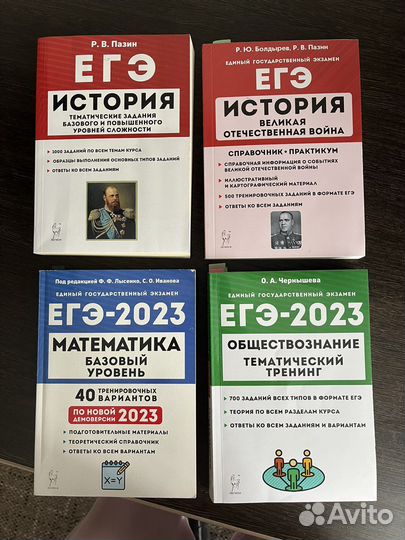 Р. В. Пазин
ЕГЭ
ИСТОРИЯ
ТЕМАТИЧЕСКИЕ ЗАДАНИЯ
БАЗОВОГО И ПОВЫШЕННОГО
УРОВНЕЙ СЛОЖНОСТИ
1000 ЗАДАНИЙ ПО ВСЕМ ТЕМАМ КУРСА
ОБРАЗЦЫ ВЫПОЛНЕНИЯ ОСНОВНЫХ ТИПОВ ЗАДАНИЙ
ОТВЕТЫ КО ВСЕМ ЗАДАНИЯМ
Р. Ю. Болдырев, Р. В. Пазин
ЕДИНЫЙ ГОСУДАРСТВЕННЫЙ ЭКЗАМЕН
ЕГЭ
ИСТОРИЯ
ВЕЛИКАЯ
ОТЕЧЕСТВЕННАЯ ВОЙНА
СПРАВОЧНИК • ПРАКТИКУМ
СПРАВОЧНАЯ ИНФОРМАЦИЯ О СОБЫТИЯХ
ВЕЛИКОЙ ОТЕЧЕСТВЕННОЙ ВОЙНЫ
ИЛЛЮСТРАТИВНЫЙ
И КАРТОГРАФИЧЕСКИЙ МАТЕРИАЛ
500 ТРЕНИРОВОЧНЫХ ЗАДАНИЙ В ФОРМАТЕ ЕГЭ
ОТВЕТЫ КО ВСЕМ ЗАДАНИЯМ
Под редакцией Ф. Ф. Лысенко, С. О. Иванова
ЕДИНЫЙ ГОСУДАРСТВЕННЫЙ ЭКЗАМЕН
ЕГЭ-2023
МАТЕМАТИКА
БАЗОВЫЙ
УРОВЕНЬ
40 ТРЕНИРОВОЧНЫХ
ВАРИАНТОВ
ПО НОВОЙ
ДЕМОВЕРСИИ 2023
ПОДГОТОВИТЕЛЬНЫЕ МАТЕРИАЛЫ
ТЕОРЕТИЧЕСКИЙ СПРАВОЧНИК
ОТВЕТЫ КО ВСЕМ ВАРИАНТАМ
X=Y
О. А. Чернышева
ЕДИНЫЙ ГОСУДАРСТВЕННЫЙ ЭКЗАМЕН
ЕГЭ-2023
ОБЩЕСТВОЗНАНИЕ
ТЕМАТИЧЕСКИЙ
ТРЕНИНГ
700 ЗАДАНИЙ ВСЕХ ТИПОВ В ФОРМАТЕ ЕГЭ
ТЕОРИЯ ПО ВСЕМ РАЗДЕЛАМ КУРСА
ОТВЕТЫ КО ВСЕМ ЗАДАНИЯМ И ВАРИАНТАМ
Avito